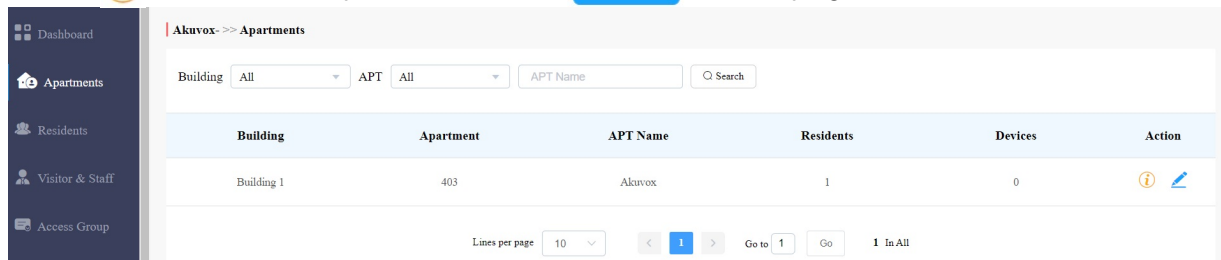 Dashboard
Akuvox- >> Apartments
Apartments
Building All APT All APT Name Search
Residents
Building Apartment APT Name Residents Devices Action
Visitor & Staff
Building 1 403 Akuvox 1 0
Access Group
Lines per page 10 < 1 > Go to 1 Go 1 In All